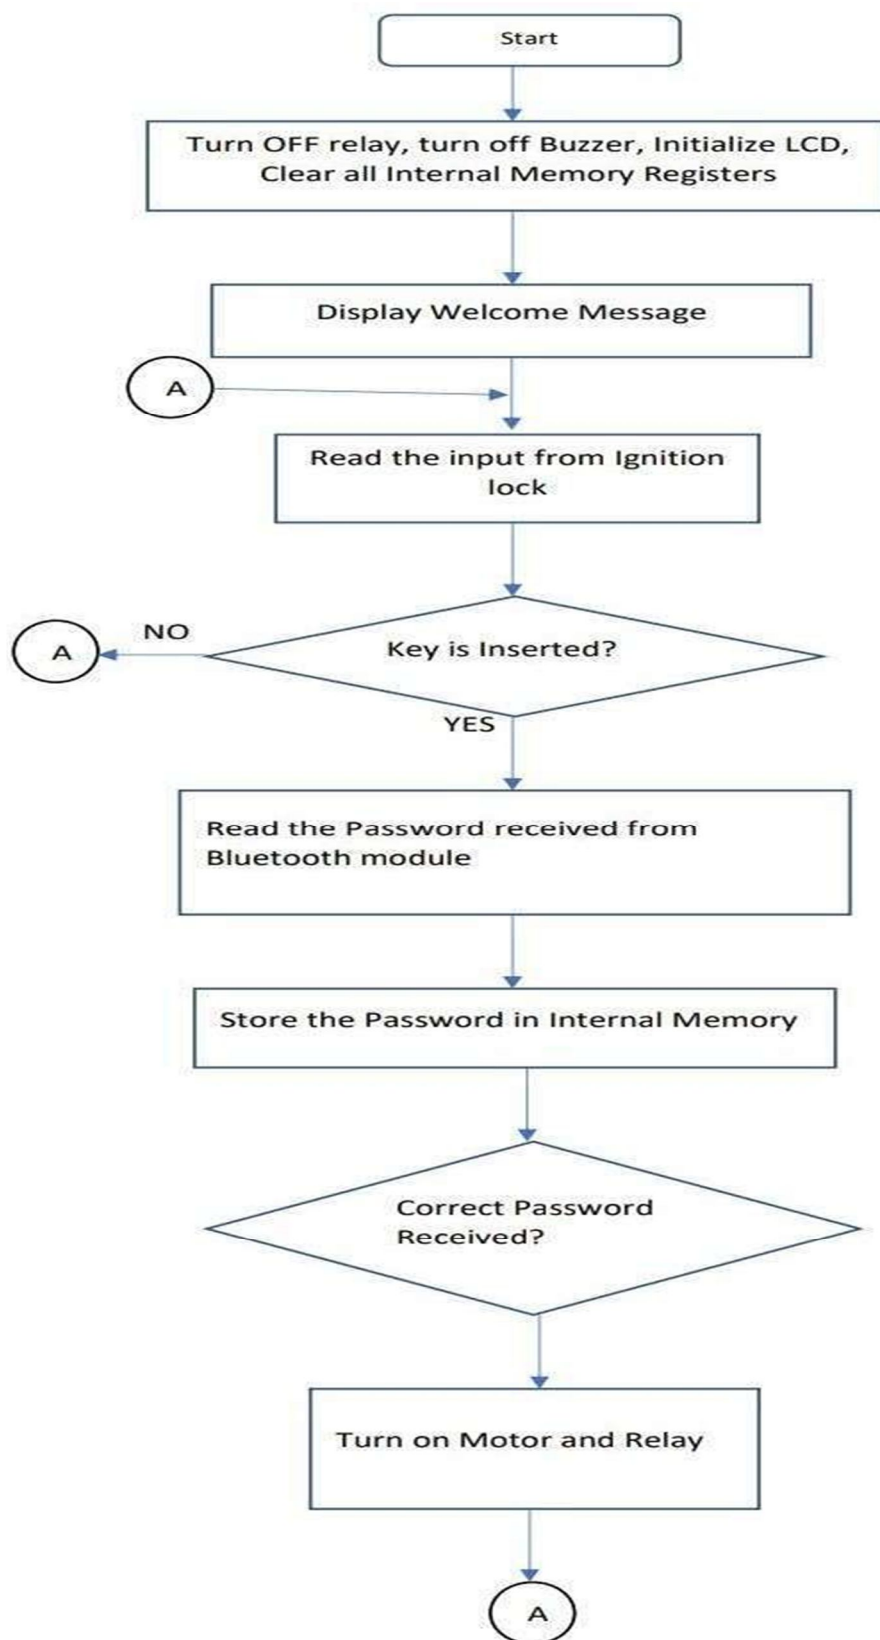 Start
Turn OFF relay, turn off Buzzer, Initialize LCD,
Clear all Internal Memory Registers
Display Welcome Message
A
Read the input from Ignition
lock
NO
A
Key is Inserted?
YES
Read the Password received from
Bluetooth module
Store the Password in Internal Memory
Correct Password
Received?
Turn on Motor and Relay
A